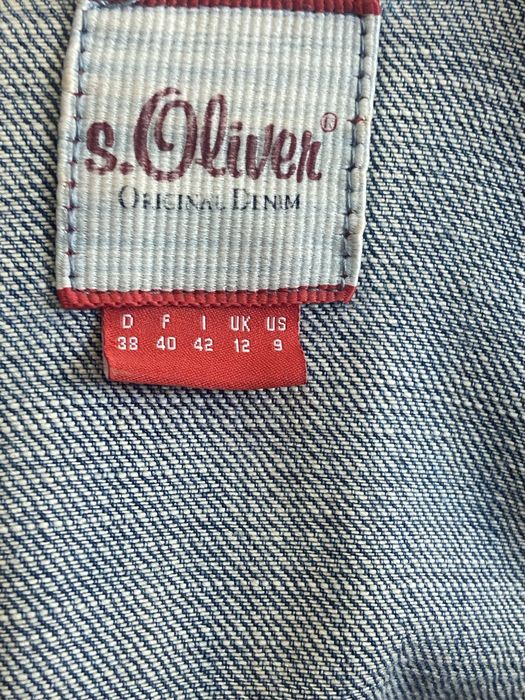 s.Oliver®
ORIGINAL DENIM
D F I UK US
38 40 42 12 9